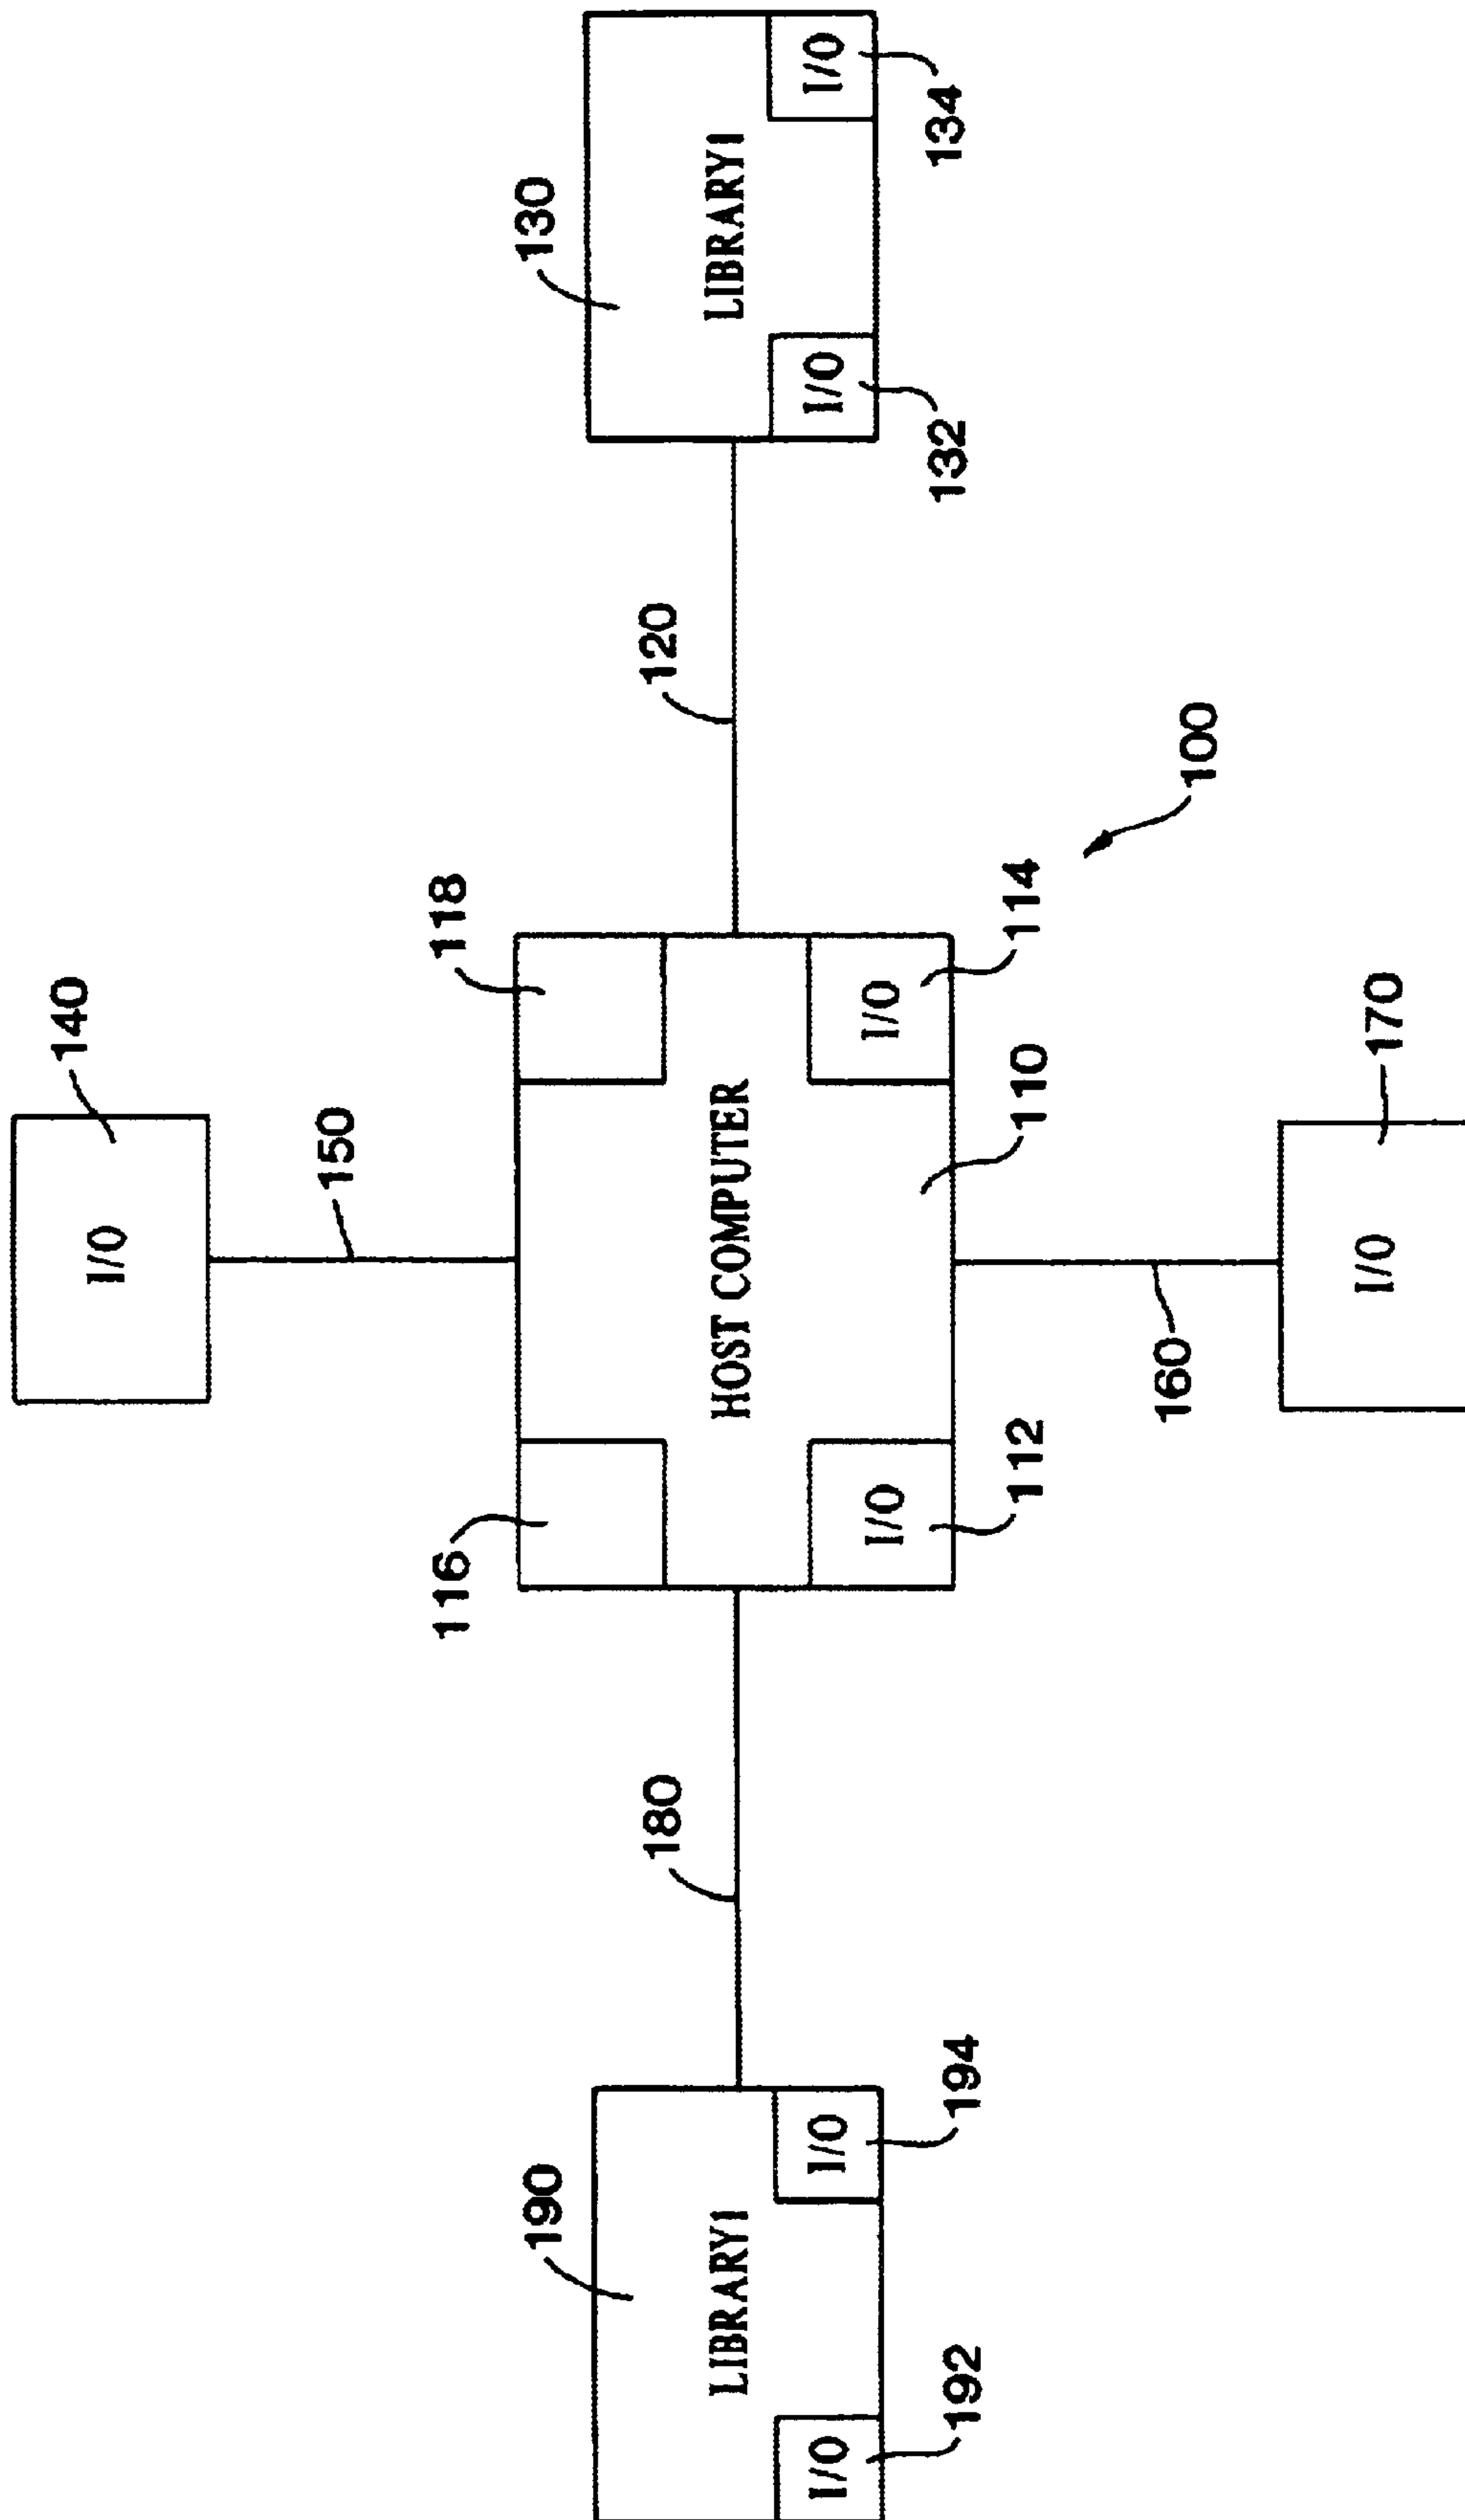 140
I/O
150
116
118
190
130
180
120
LIBRARY1
HOST COMPUTER
LIBRARY1
I/O
I/O
I/O
I/O
I/O
I/O
192
194
112
110
114
132
134
160
100
I/O
170